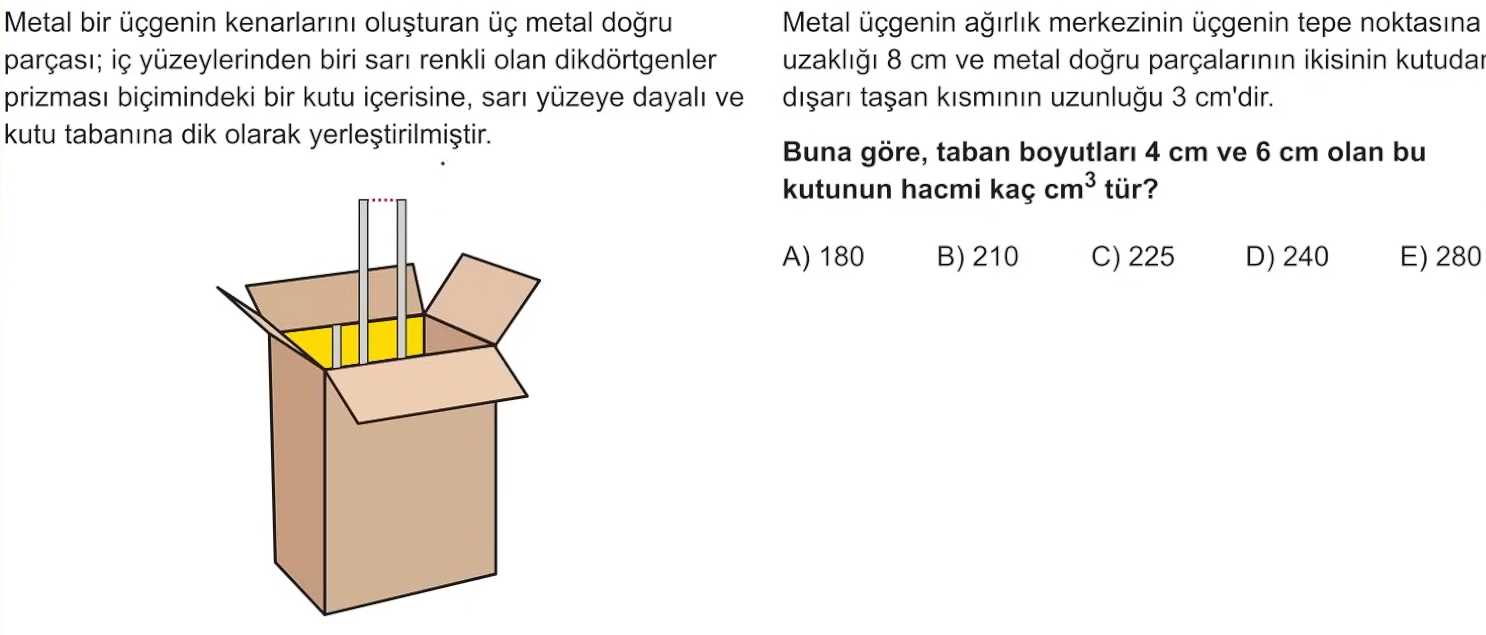 Metal bir üçgenin kenarlarını oluşturan üç metal doğru
parçası; iç yüzeylerinden biri sarı renkli olan dikdörtgenler
prizması biçimindeki bir kutu içerisine, sarı yüzeye dayalı ve
kutu tabanına dik olarak yerleştirilmiştir.
Metal üçgenin ağırlık merkezinin üçgenin tepe noktasına
uzaklığı 8 cm ve metal doğru parçalarının ikisinin kutudan
dışarı taşan kısmının uzunluğu 3 cm'dir.
Buna göre, taban boyutları 4 cm ve 6 cm olan bu
kutunun hacmi kaç cm³ tür?
A) 180 B) 210 C) 225 D) 240 E) 280